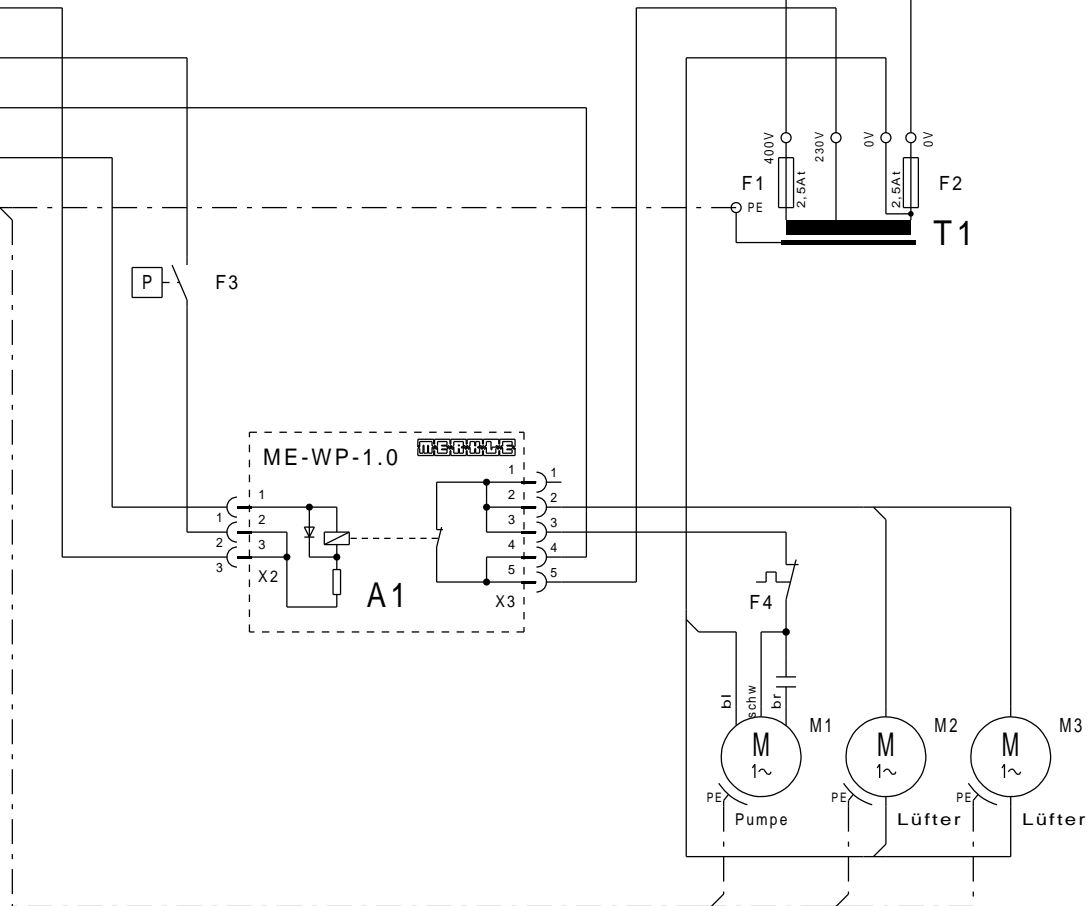 400V
230V
0V
0V
F1
2,5At
2,5At
F2
PE
T1
P
F3
ME-WP-1.0
MERKLE
1
1
1
2
2
1
2
3
3
2
3
4
4
3
X2
5
5
A1
X3
F4
bl
schw
br
M1
M2
M3
M
1~
M
1~
M
1~
PE
PE
PE
Pumpe
Lüfter
Lüfter